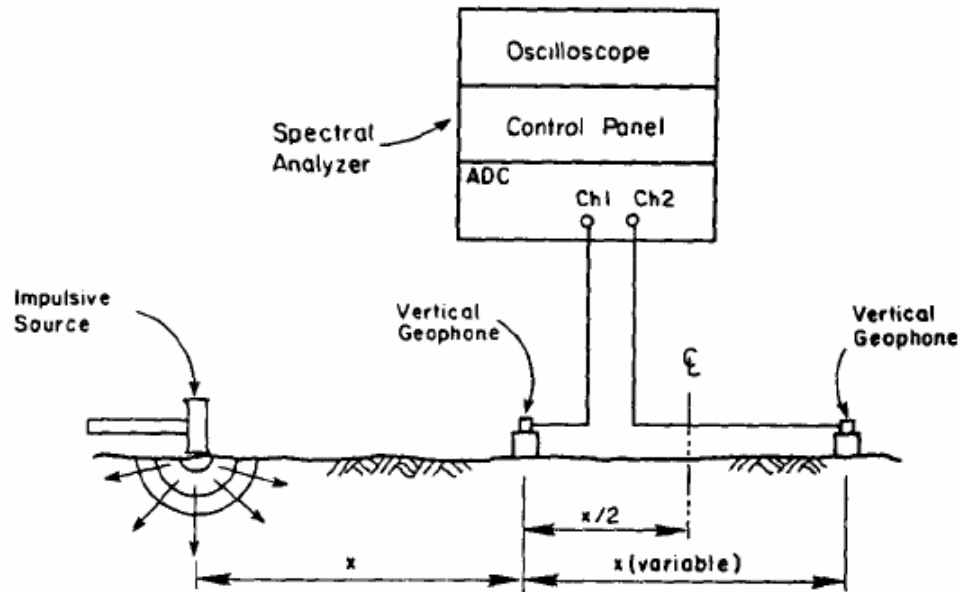 Oscilloscope
Control Panel
Spectral
Analyzer
ADC
Ch1 Ch2
Impulsive
Source
Vertical
Geophone
Vertical
Geophone
℄
x/2
x
x (variable)